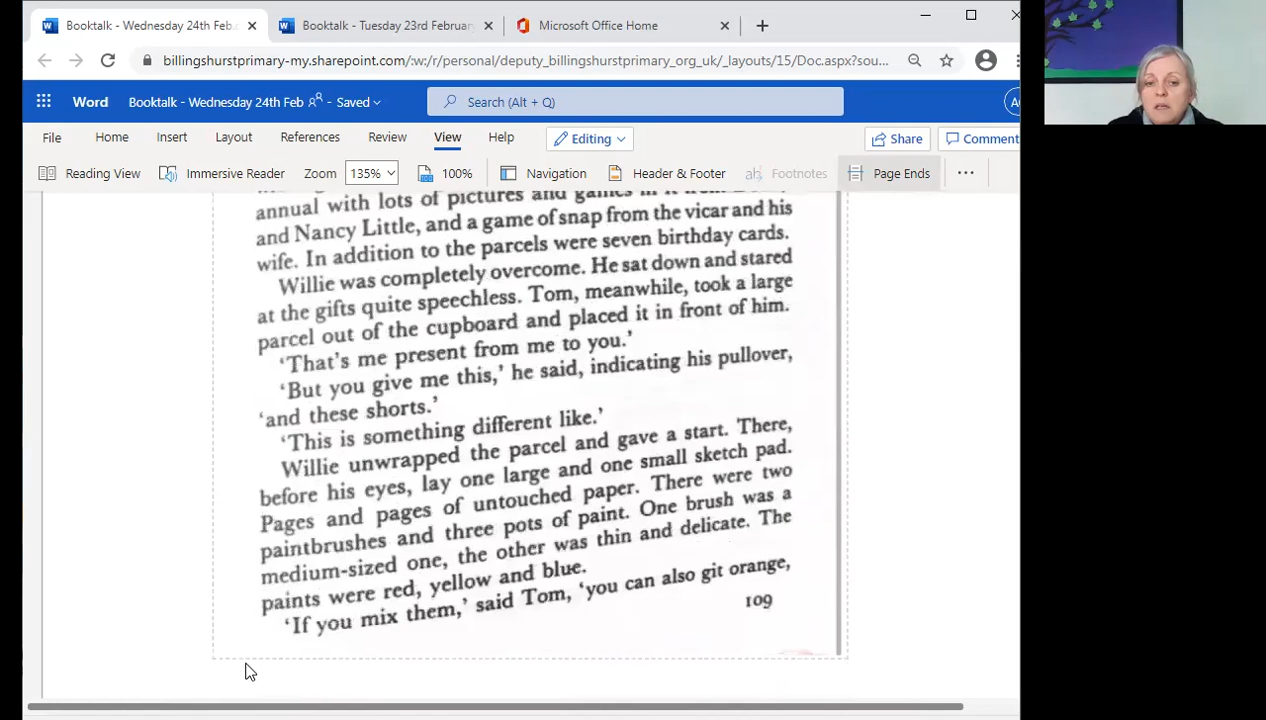 Booktalk - Wednesday 24th Feb.
Booktalk - Tuesday 23rd February
Microsoft Office Home
billingshurstprimary-my.sharepoint.com/:w:/r/personal/deputy_billingshurstprimary_org_uk/_layouts/15/Doc.aspx?sou...
Word
Booktalk - Wednesday 24th Feb - Saved
Search (Alt + Q)
File Home Insert Layout References Review View Help Editing Share Comment
Reading View Immersive Reader Zoom 135% 100% Navigation Header & Footer Footnotes Page Ends
annual with lots of pictures and games in it from
and Nancy Little, and a game of snap from the vicar and his
wife. In addition to the parcels were seven birthday cards.
Willie was completely overcome. He sat down and stared
at the gifts quite speechless. Tom, meanwhile, took a large
parcel out of the cupboard and placed it in front of him.
‘That’s me present from me to you.’
‘But you give me this,’ he said, indicating his pullover,
‘and these shorts.’
‘This is something different like.’
Willie unwrapped the parcel and gave a start. There,
before his eyes, lay one large and one small sketch pad.
Pages and pages of untouched paper. There were two
paintbrushes and three pots of paint. One brush was a
medium-sized one, the other was thin and delicate. The
paints were red, yellow and blue.
‘If you mix them,’ said Tom, ‘you can also git orange,
109